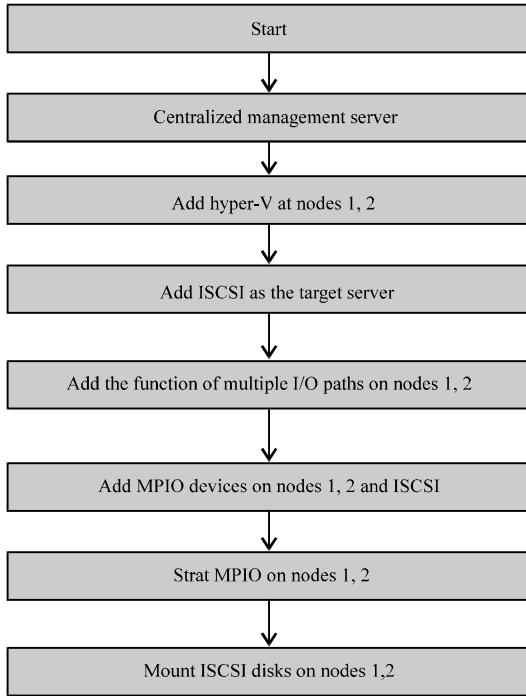 Start
Centralized management server
Add hyper-V at nodes 1, 2
Add ISCSI as the target server
Add the function of multiple I/O paths on nodes 1, 2
Add MPIO devices on nodes 1, 2 and ISCSI
Strat MPIO on nodes 1, 2
Mount ISCSI disks on nodes 1,2